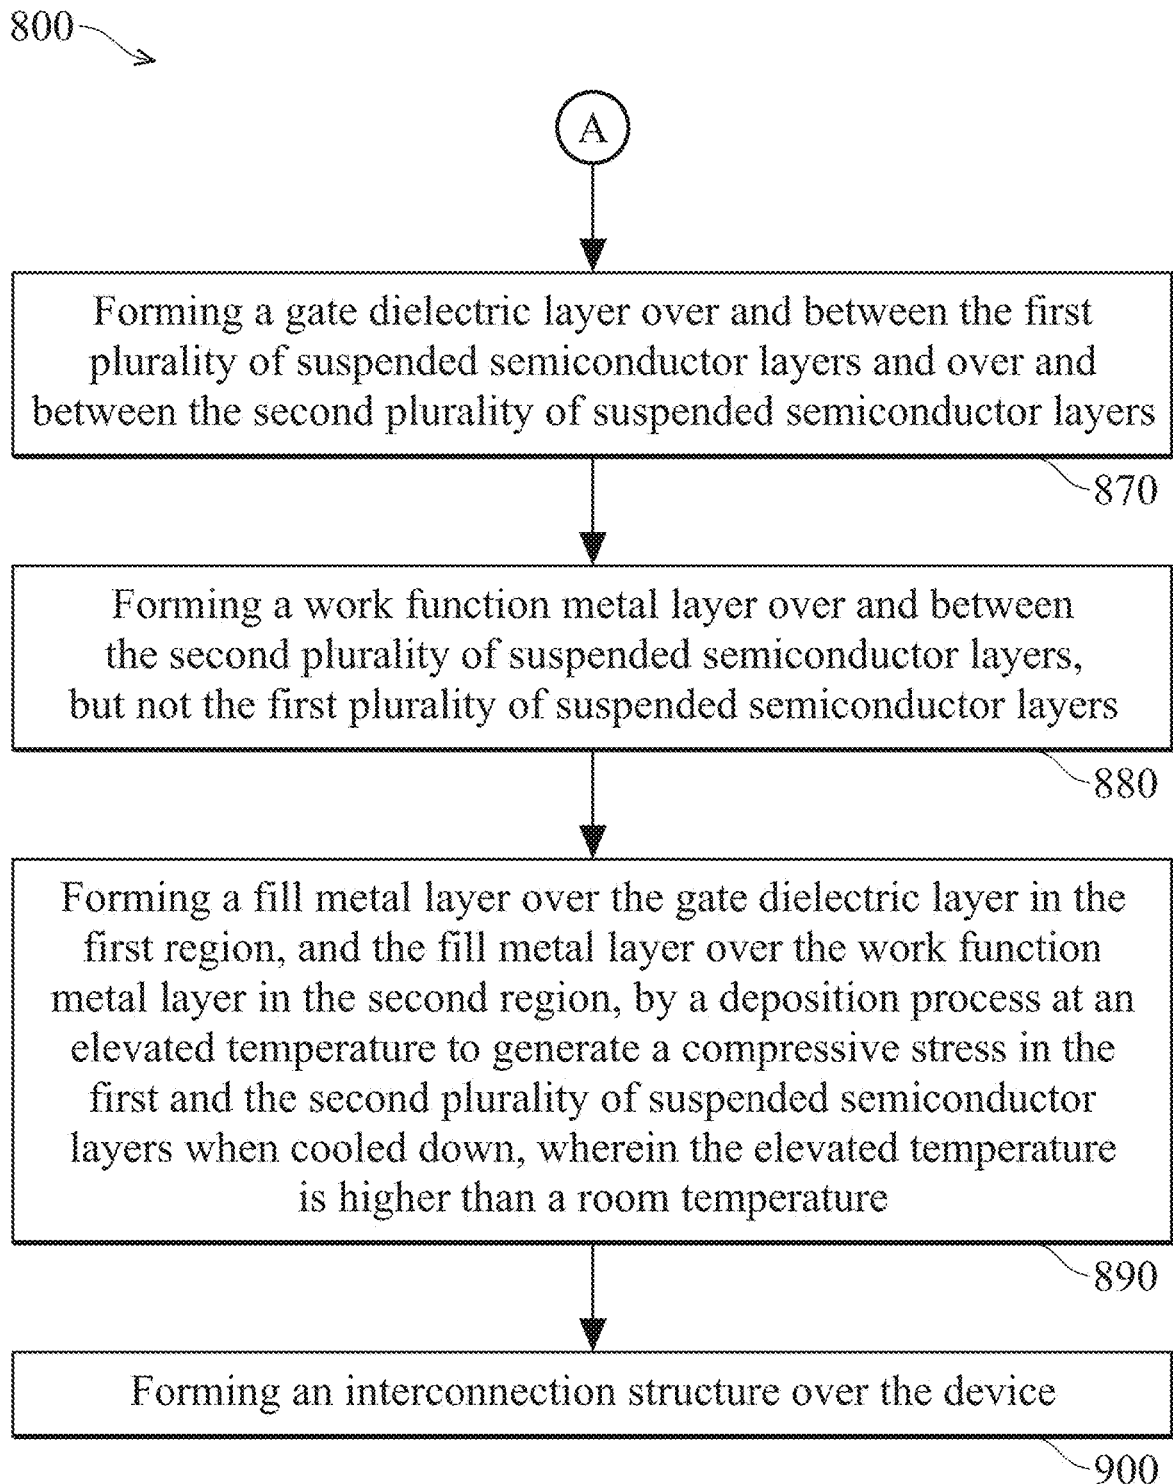 800
A
Forming a gate dielectric layer over and between the first
plurality of suspended semiconductor layers and over and
between the second plurality of suspended semiconductor layers
870
Forming a work function metal layer over and between
the second plurality of suspended semiconductor layers,
but not the first plurality of suspended semiconductor layers
880
Forming a fill metal layer over the gate dielectric layer in the
first region, and the fill metal layer over the work function
metal layer in the second region, by a deposition process at an
elevated temperature to generate a compressive stress in the
first and the second plurality of suspended semiconductor
layers when cooled down, wherein the elevated temperature
is higher than a room temperature
890
Forming an interconnection structure over the device
900